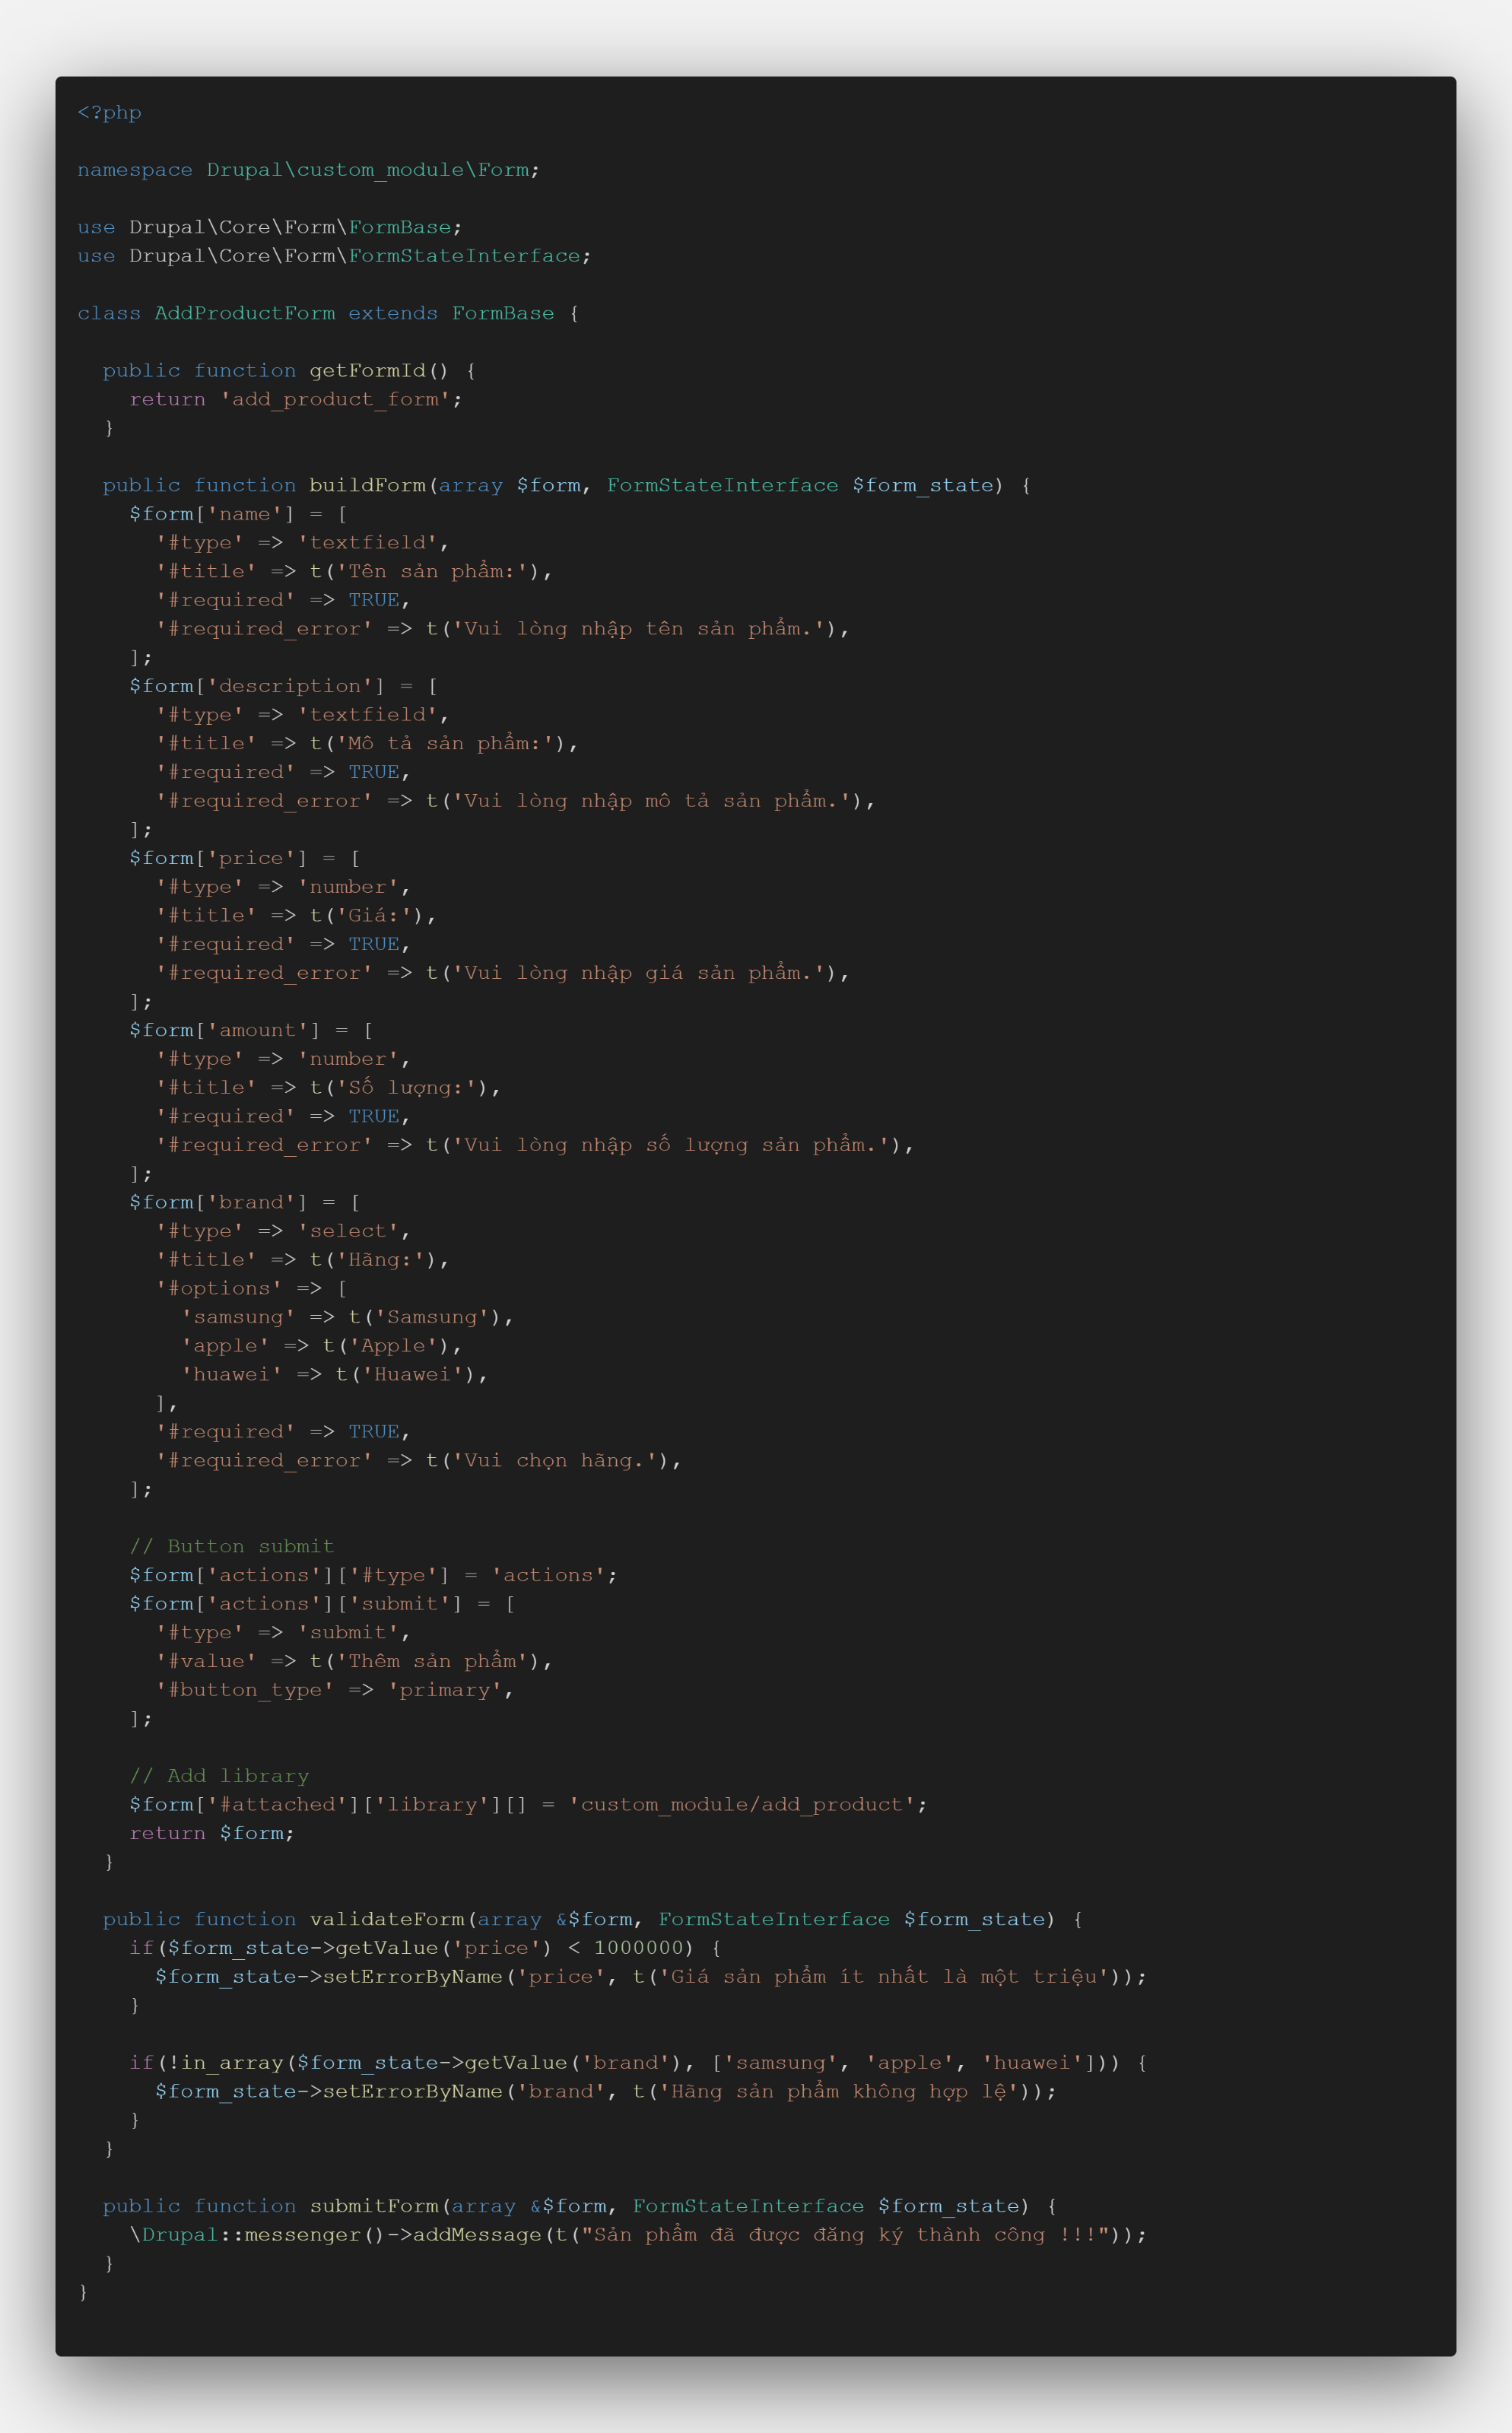 <?php

namespace Drupal\custom_module\Form;

use Drupal\Core\Form\FormBase;
use Drupal\Core\Form\FormStateInterface;

class AddProductForm extends FormBase {

  public function getFormId() {
    return 'add_product_form';
  }

  public function buildForm(array $form, FormStateInterface $form_state) {
    $form['name'] = [
      '#type' => 'textfield',
      '#title' => t('Tên sản phẩm:'),
      '#required' => TRUE,
      '#required_error' => t('Vui lòng nhập tên sản phẩm.'),
    ];
    $form['description'] = [
      '#type' => 'textfield',
      '#title' => t('Mô tả sản phẩm:'),
      '#required' => TRUE,
      '#required_error' => t('Vui lòng nhập mô tả sản phẩm.'),
    ];
    $form['price'] = [
      '#type' => 'number',
      '#title' => t('Giá:'),
      '#required' => TRUE,
      '#required_error' => t('Vui lòng nhập giá sản phẩm.'),
    ];
    $form['amount'] = [
      '#type' => 'number',
      '#title' => t('Số lượng:'),
      '#required' => TRUE,
      '#required_error' => t('Vui lòng nhập số lượng sản phẩm.'),
    ];
    $form['brand'] = [
      '#type' => 'select',
      '#title' => t('Hãng:'),
      '#options' => [
        'samsung' => t('Samsung'),
        'apple' => t('Apple'),
        'huawei' => t('Huawei'),
      ],
      '#required' => TRUE,
      '#required_error' => t('Vui chọn hãng.'),
    ];

    // Button submit
    $form['actions']['#type'] = 'actions';
    $form['actions']['submit'] = [
      '#type' => 'submit',
      '#value' => t('Thêm sản phẩm'),
      '#button_type' => 'primary',
    ];

    // Add library
    $form['#attached']['library'][] = 'custom_module/add_product';
    return $form;
  }

  public function validateForm(array &$form, FormStateInterface $form_state) {
    if($form_state->getValue('price') < 1000000) {
      $form_state->setErrorByName('price', t('Giá sản phẩm ít nhất là một triệu'));
    }

    if(!in_array($form_state->getValue('brand'), ['samsung', 'apple', 'huawei'])) {
      $form_state->setErrorByName('brand', t('Hãng sản phẩm không hợp lệ'));
    }
  }

  public function submitForm(array &$form, FormStateInterface $form_state) {
    \Drupal::messenger()->addMessage(t("Sản phẩm đã được đăng ký thành công !!!"));
  }
}